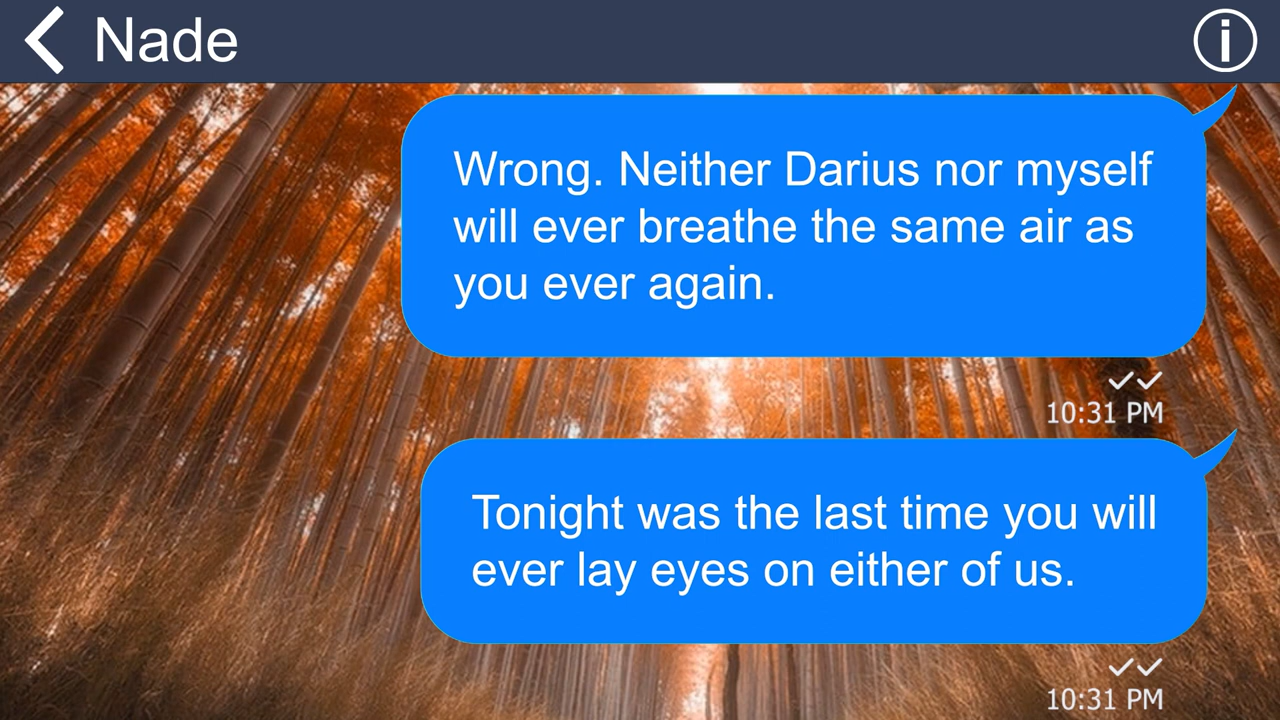 Nade
Wrong. Neither Darius nor myself
will ever breathe the same air as
you ever again.
10:31 PM
Tonight was the last time you will
ever lay eyes on either of us.
10:31 PM